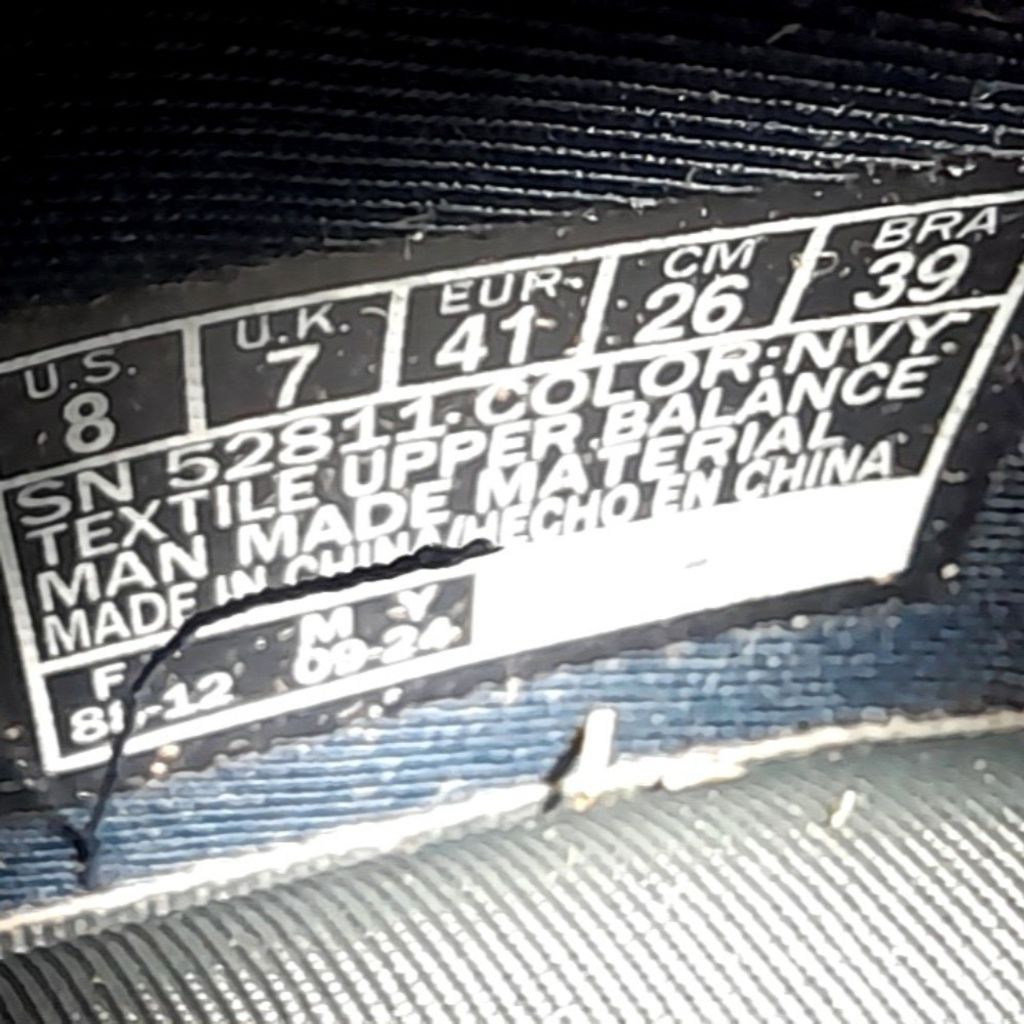 U.S. U.K. EUR CM BRA
8 7 41 26 39
SN 52811 COLOR:NVY
TEXTILE UPPER BALANCE
MAN MADE MATERIAL
MADE IN CHINA/HECHO EN CHINA
F M Y
09-24